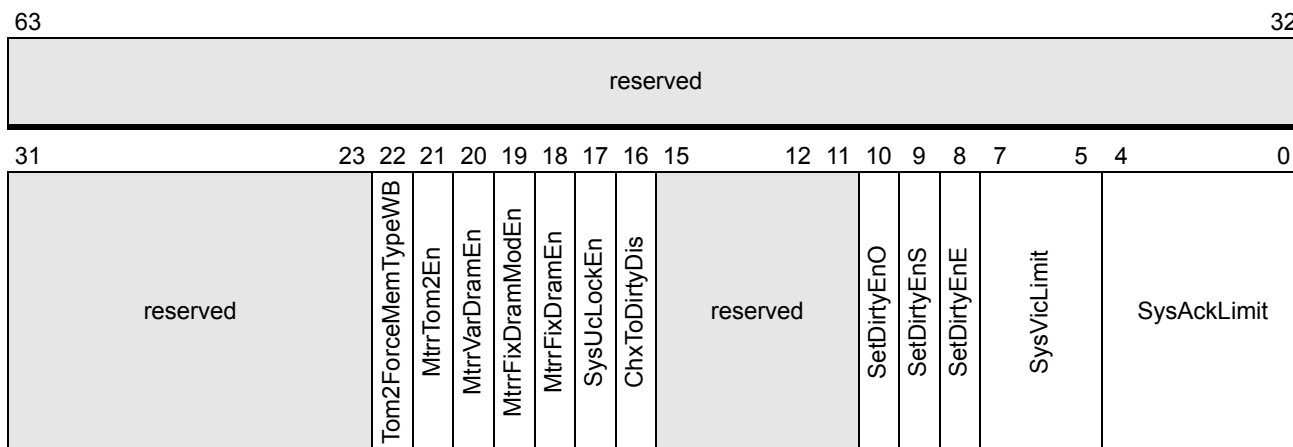 63 32
reserved
31 23 22 21 20 19 18 17 16 15 12 11 10 9 8 7 5 4 0
reserved
Tom2ForceMemTypeWB
MtrrTom2En
MtrrVarDramEn
MtrrFixDramModEn
MtrrFixDramEn
SysUcLockEn
ChxToDirtyDis
reserved
SetDirtyEnO
SetDirtyEnS
SetDirtyEnE
SysVicLimit
SysAckLimit